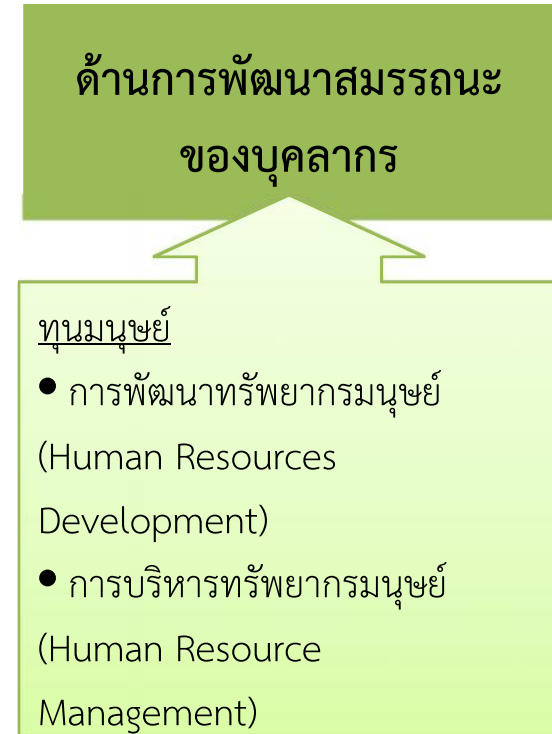 ด้านการพัฒนาสมรรถนะ
ของบุคลากร
ทุนมนุษย์
• การพัฒนาทรัพยากรมนุษย์
(Human Resources
Development)
• การบริหารทรัพยากรมนุษย์
(Human Resource
Management)